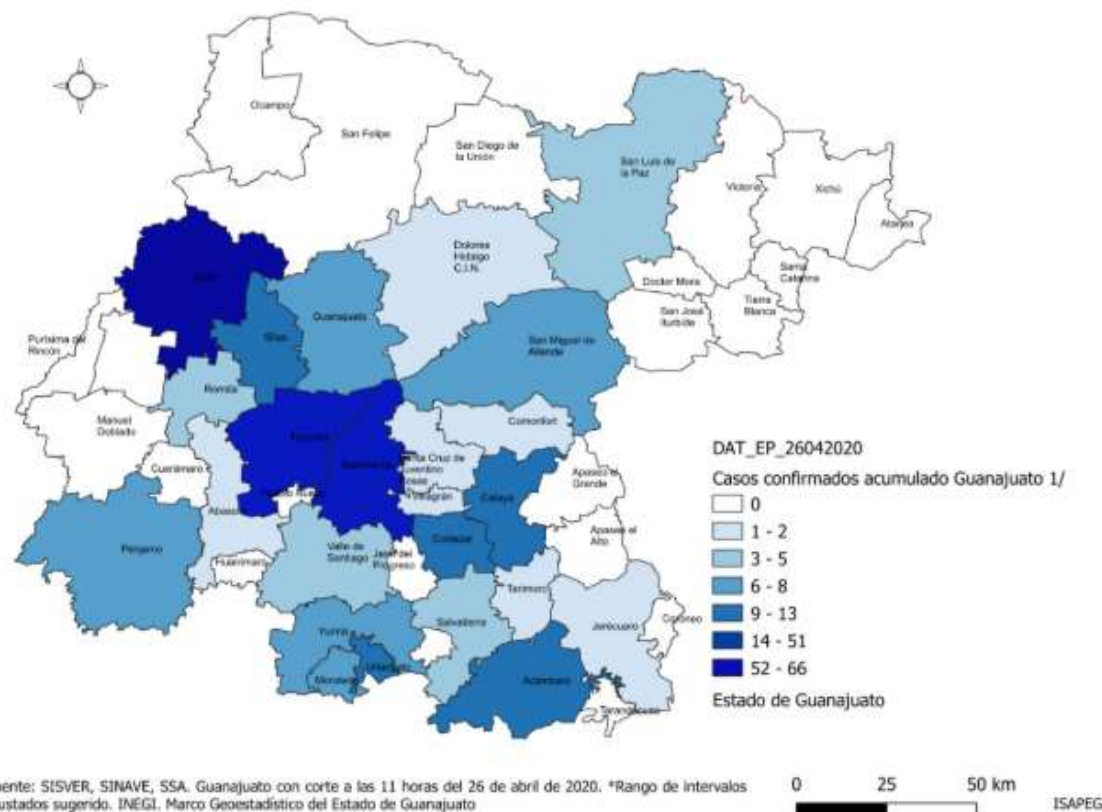 Ocampo
San Felipe
San Diego de
la Unión
San Luis de
la Paz
Victoria
Xichú
Atarjea
Dolores
Hidalgo
C.I.N.
Doctor Mora
Santa
Catarina
San José
Iturbide
Tierra
Blanca
Guanajuato
Silao
San Miguel de
Allende
Purísima del
Rincón
Romita
Manuel
Doblado
Cuerámaro
Comonfort
Santa Cruz de
Juventino
Rosas
Villagrán
Celaya
Apaseo el
Grende
Apaseo el
Alto
Abasolo
Pueblo Nuevo
Cortazar
Pénjamo
Huanímaro
Valle de
Santiago
Jaral del
Progreso
Tarimoro
Salvatierra
Jerécuaro
Coroneo
Yuriria
Uriangato
Moroleón
Acámbaro
Tarandacuao
DAT_EP_26042020
Casos confirmados acumulado Guanajuato 1/
0
1 - 2
3 - 5
6 - 8
9 - 13
14 - 51
52 - 66
Estado de Guanajuato
uente: SISVER, SINAVE, SSA. Guanajuato con corte a las 11 horas del 26 de abril de 2020. *Rango de intervalos
ustados sugerido. INEGI. Marco Geoestadístico del Estado de Guanajuato
0 25 50 km
ISAPEG